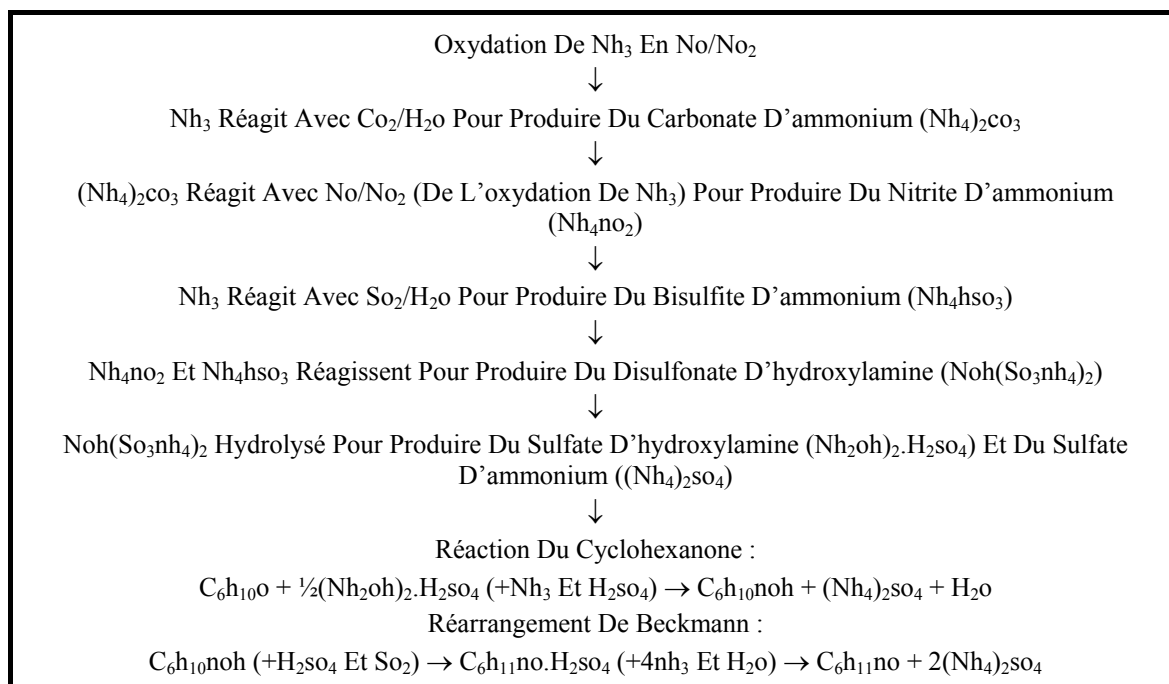 Oxydation De Nh₃ En No/No₂
↓
Nh₃ Réagit Avec Co₂/H₂o Pour Produire Du Carbonate D’ammonium (Nh₄)₂co₃
↓
(Nh₄)₂co₃ Réagit Avec No/No₂ (De L’oxydation De Nh₃) Pour Produire Du Nitrite D’ammonium
(Nh₄no₂)
↓
Nh₃ Réagit Avec So₂/H₂o Pour Produire Du Bisulfite D’ammonium (Nh₄hso₃)
↓
Nh₄no₂ Et Nh₄hso₃ Réagissent Pour Produire Du Disulfonate D’hydroxylamine (Noh(So₃nh₄)₂)
↓
Noh(So₃nh₄)₂ Hydrolysé Pour Produire Du Sulfate D’hydroxylamine (Nh₂oh)₂.H₂so₄) Et Du Sulfate
D’ammonium ((Nh₄)₂so₄)
↓
Réaction Du Cyclohexanone :
C₆h₁₀o + ½(Nh₂oh)₂.H₂so₄ (+Nh₃ Et H₂so₄) → C₆h₁₀noh + (Nh₄)₂so₄ + H₂o
Réarrangement De Beckmann :
C₆h₁₀noh (+H₂so₄ Et So₂) → C₆h₁₁no.H₂so₄ (+4nh₃ Et H₂o) → C₆h₁₁no + 2(Nh₄)₂so₄